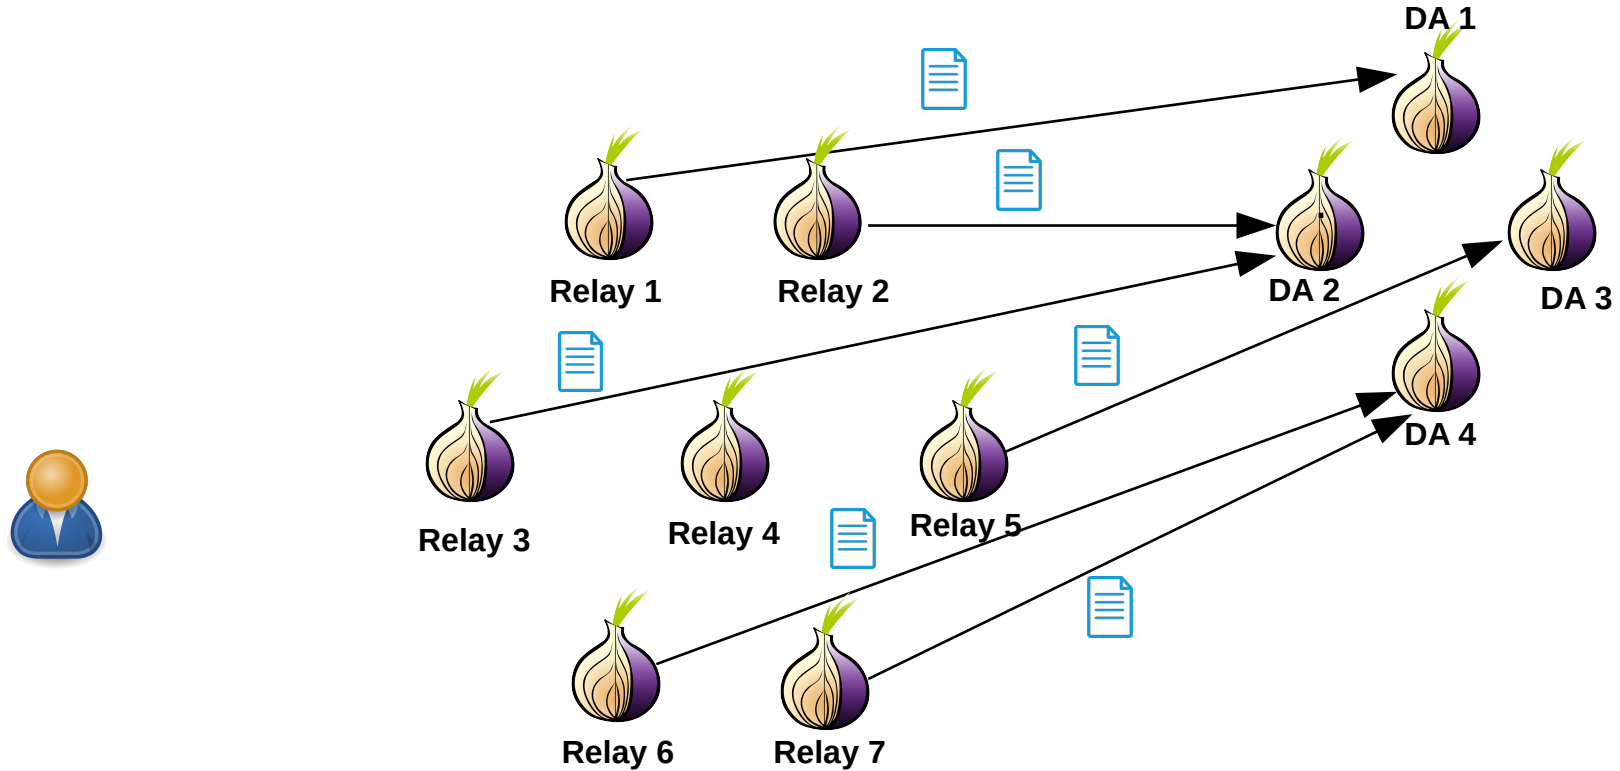 DA 1
Relay 1
Relay 2
DA 2
DA 3
DA 4
Relay 3
Relay 4
Relay 5
Relay 6
Relay 7